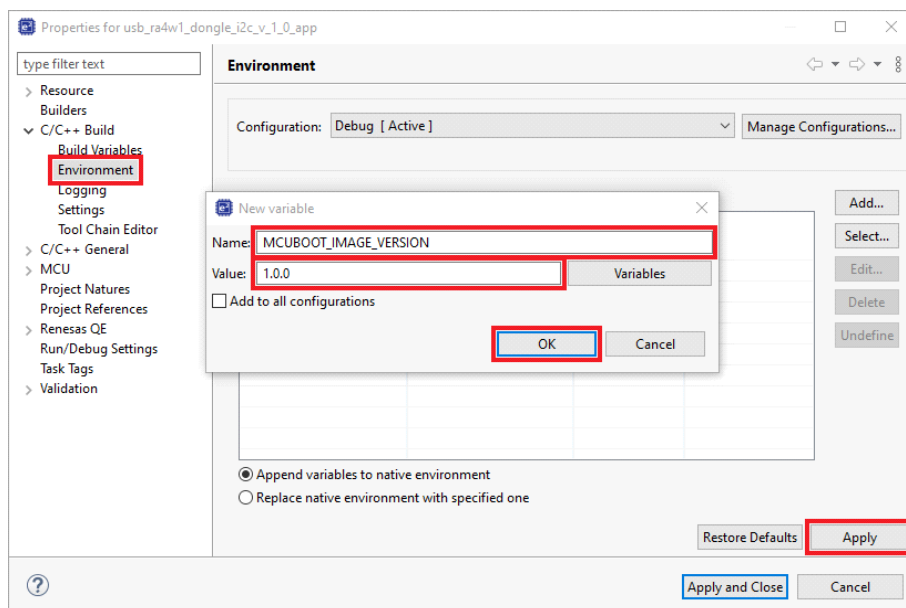 Properties for usb_ra4w1_dongle_i2c_v_1_0_app
type filter text
Resource
Builders
C/C++ Build
Build Variables
Environment
Logging
Settings
Tool Chain Editor
C/C++ General
MCU
Project Natures
Project References
Renesas QE
Run/Debug Settings
Task Tags
Validation
Environment
Configuration: Debug [ Active ] Manage Configurations...
New variable
Name: MCUBOOT_IMAGE_VERSION
Value: 1.0.0 Variables
Add to all configurations
OK Cancel
Add...
Select...
Edit...
Delete
Undefine
Append variables to native environment
Replace native environment with specified one
Restore Defaults Apply
? Apply and Close Cancel